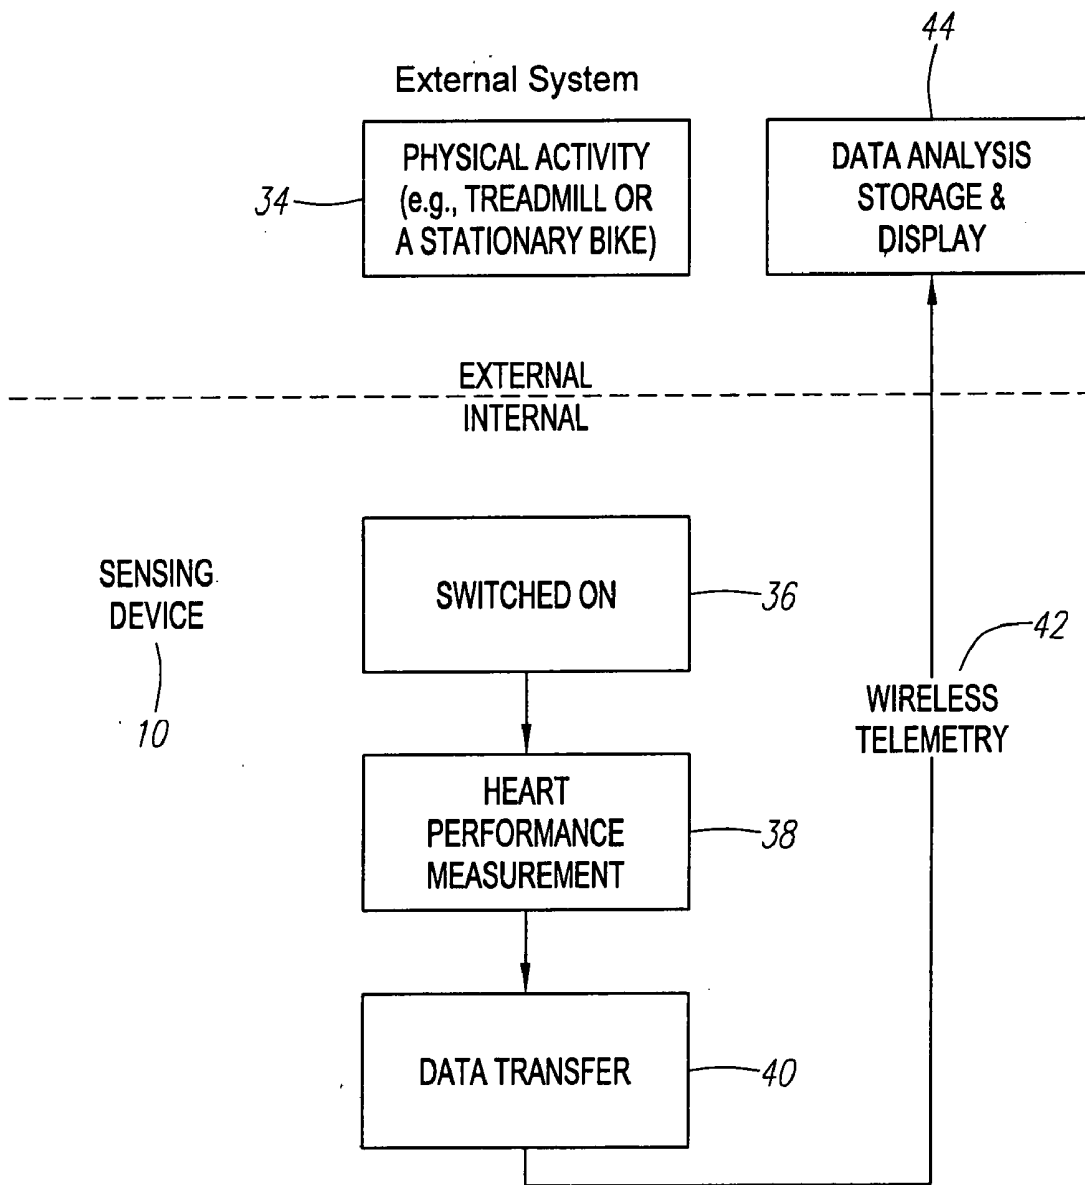 44
External System
PHYSICAL ACTIVITY
(e.g., TREADMILL OR
A STATIONARY BIKE)
34
DATA ANALYSIS
STORAGE &
DISPLAY
EXTERNAL
INTERNAL
SENSING
DEVICE
10
SWITCHED ON
36
42
WIRELESS
TELEMETRY
HEART
PERFORMANCE
MEASUREMENT
38
DATA TRANSFER
40